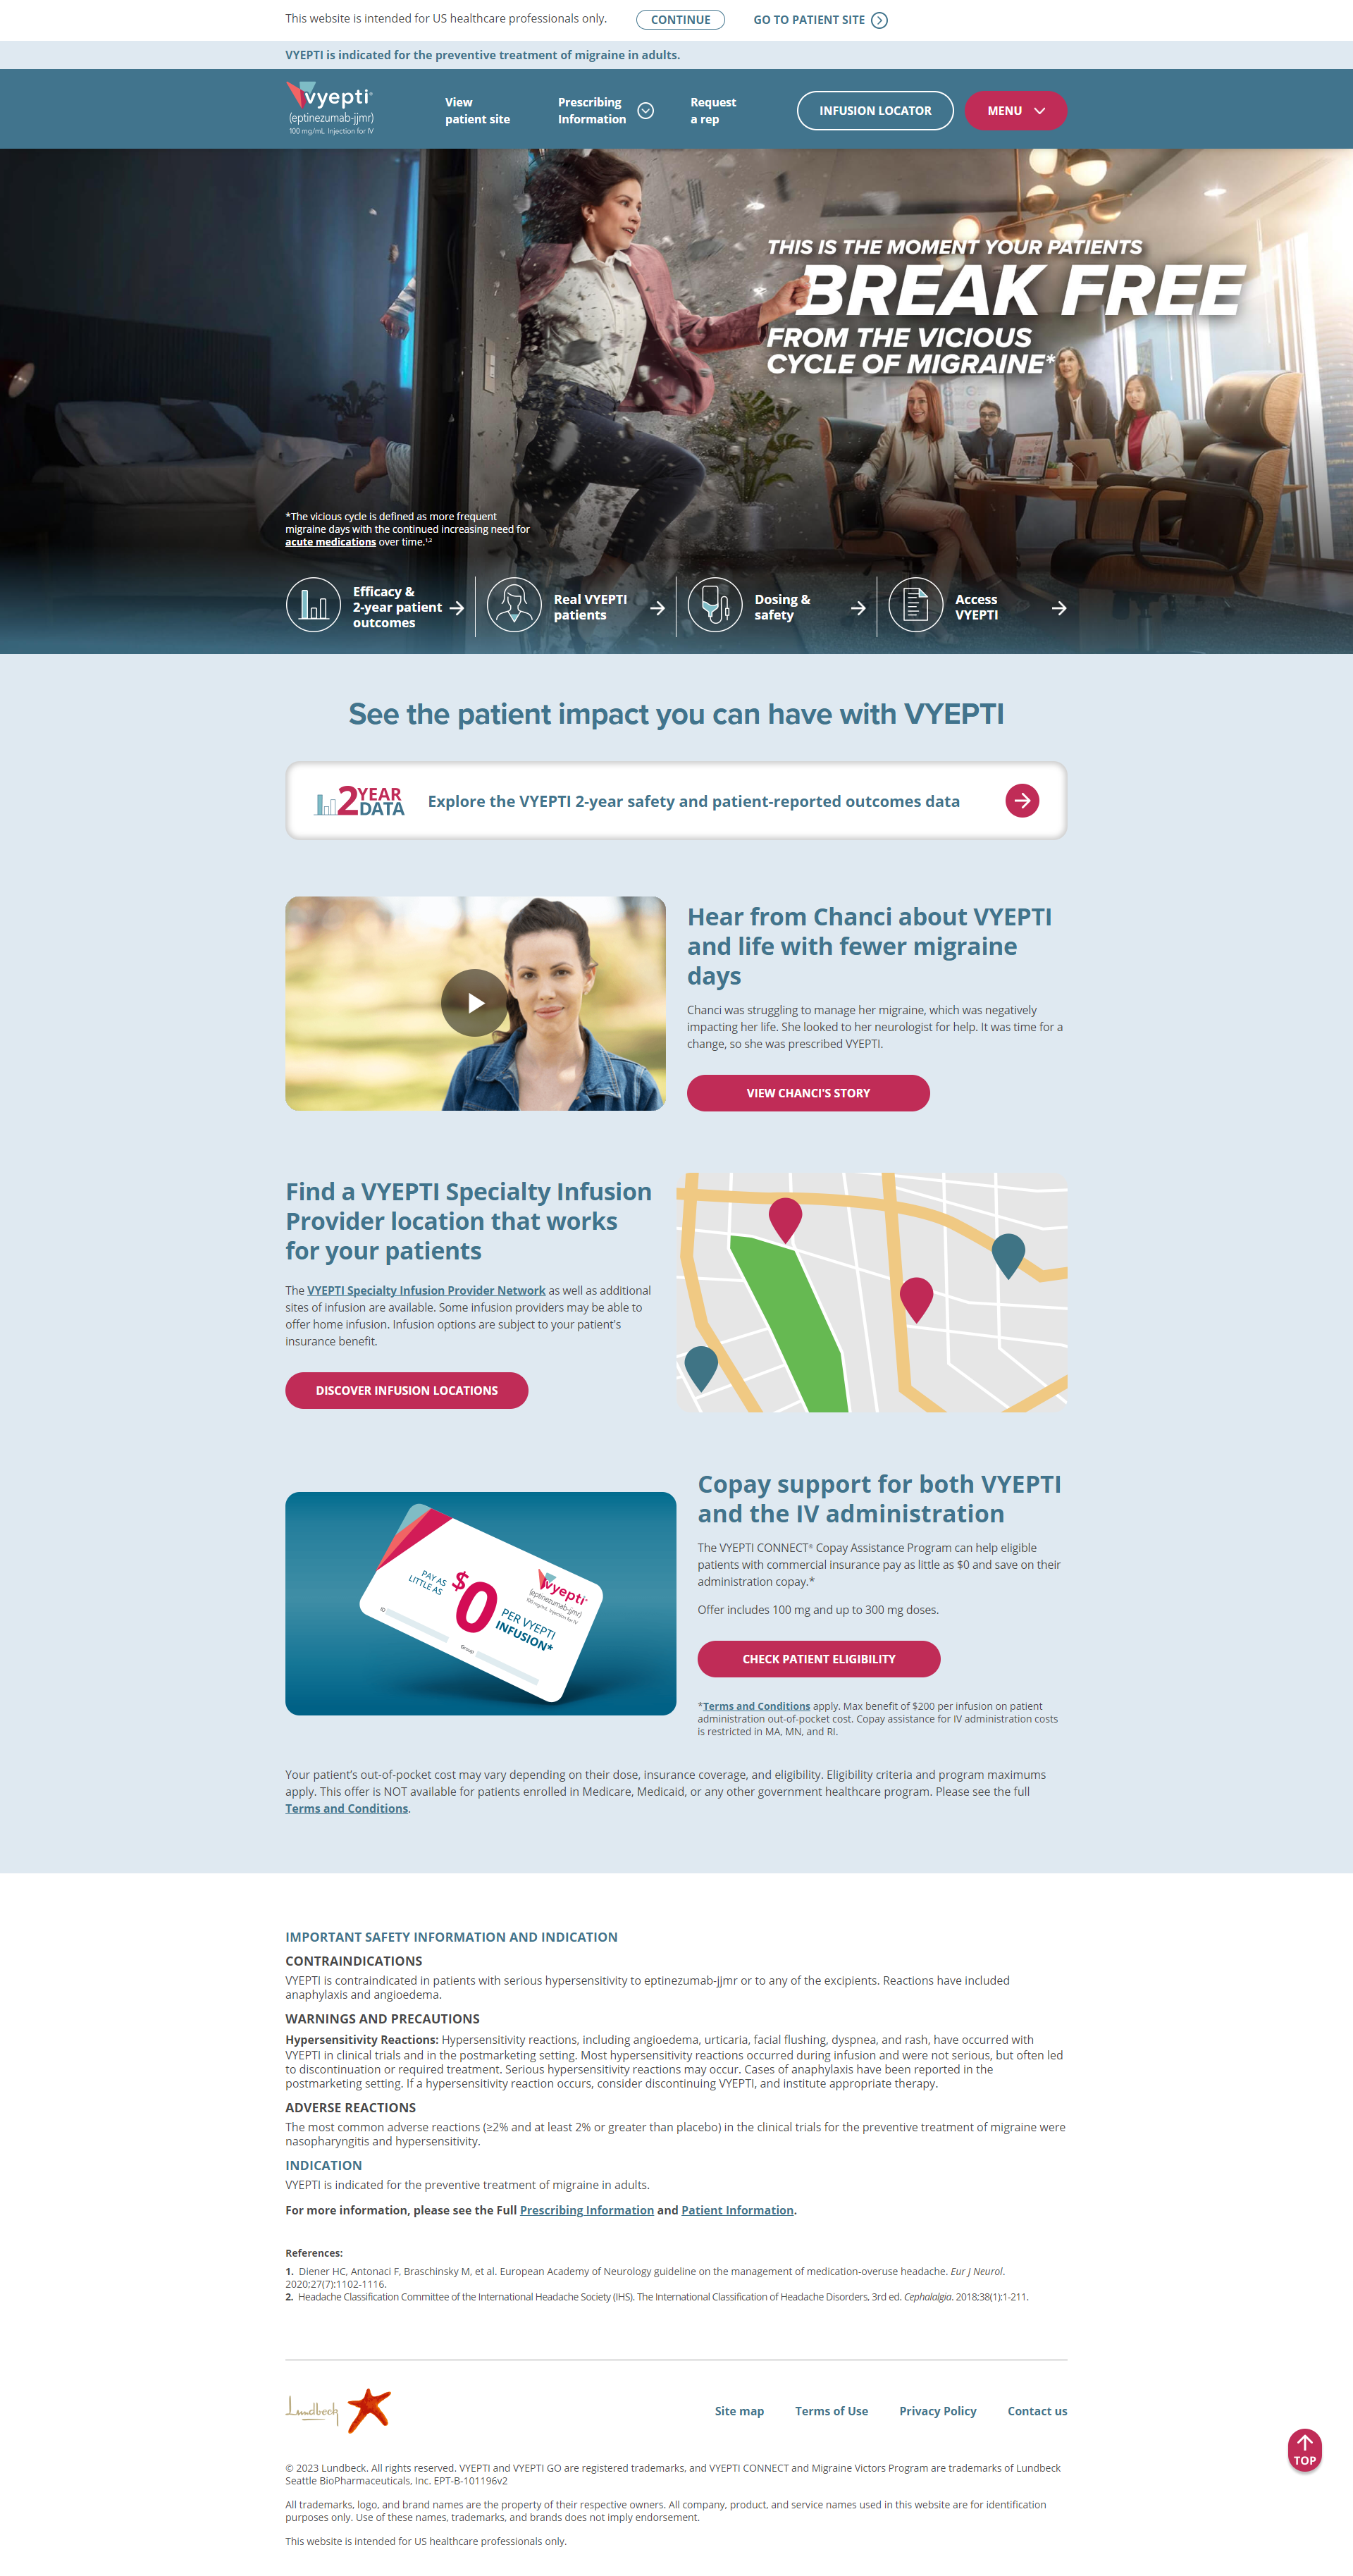 This website is intended for US healthcare professionals only.
CONTINUE
GO TO PATIENT SITE
VYEPTI is indicated for the preventive treatment of migraine in adults.
vyepti®
(eptinezumab-jjmr)
100 mg/mL Injection for IV
View
patient site
Prescribing
Information
Request
a rep
INFUSION LOCATOR
MENU
THIS IS THE MOMENT YOUR PATIENTS
BREAK FREE
FROM THE VICIOUS
CYCLE OF MIGRAINE*
*The vicious cycle is defined as more frequent
migraine days with the continued increasing need for
acute medications over time.¹,²
Efficacy &
2-year patient
outcomes
Real VYEPTI
patients
Dosing &
safety
Access
VYEPTI
See the patient impact you can have with VYEPTI
2 YEAR
DATA
Explore the VYEPTI 2-year safety and patient-reported outcomes data
Hear from Chanci about VYEPTI
and life with fewer migraine
days
Chanci was struggling to manage her migraine, which was negatively
impacting her life. She looked to her neurologist for help. It was time for a
change, so she was prescribed VYEPTI.
VIEW CHANCI'S STORY
Find a VYEPTI Specialty Infusion
Provider location that works
for your patients
The VYEPTI Specialty Infusion Provider Network as well as additional
sites of infusion are available. Some infusion providers may be able to
offer home infusion. Infusion options are subject to your patient's
insurance benefit.
DISCOVER INFUSION LOCATIONS
PAY AS
LITTLE AS
$0
PER VYEPTI
INFUSION*
vyepti®
(eptinezumab-jjmr)
100 mg/mL Injection for IV
ID
Group
Copay support for both VYEPTI
and the IV administration
The VYEPTI CONNECT® Copay Assistance Program can help eligible
patients with commercial insurance pay as little as $0 and save on their
administration copay.*
Offer includes 100 mg and up to 300 mg doses.
CHECK PATIENT ELIGIBILITY
*Terms and Conditions apply. Max benefit of $200 per infusion on patient
administration out-of-pocket cost. Copay assistance for IV administration costs
is restricted in MA, MN, and RI.
Your patient's out-of-pocket cost may vary depending on their dose, insurance coverage, and eligibility. Eligibility criteria and program maximums
apply. This offer is NOT available for patients enrolled in Medicare, Medicaid, or any other government healthcare program. Please see the full
Terms and Conditions.
IMPORTANT SAFETY INFORMATION AND INDICATION
CONTRAINDICATIONS
VYEPTI is contraindicated in patients with serious hypersensitivity to eptinezumab-jjmr or to any of the excipients. Reactions have included
anaphylaxis and angioedema.
WARNINGS AND PRECAUTIONS
Hypersensitivity Reactions: Hypersensitivity reactions, including angioedema, urticaria, facial flushing, dyspnea, and rash, have occurred with
VYEPTI in clinical trials and in the postmarketing setting. Most hypersensitivity reactions occurred during infusion and were not serious, but often led
to discontinuation or required treatment. Serious hypersensitivity reactions may occur. Cases of anaphylaxis have been reported in the
postmarketing setting. If a hypersensitivity reaction occurs, consider discontinuing VYEPTI, and institute appropriate therapy.
ADVERSE REACTIONS
The most common adverse reactions (≥2% and at least 2% or greater than placebo) in the clinical trials for the preventive treatment of migraine were
nasopharyngitis and hypersensitivity.
INDICATION
VYEPTI is indicated for the preventive treatment of migraine in adults.
For more information, please see the Full Prescribing Information and Patient Information.
References:
1. Diener HC, Antonaci F, Braschinsky M, et al. European Academy of Neurology guideline on the management of medication-overuse headache. Eur J Neurol.
2020;27(7):1102-1116.
2. Headache Classification Committee of the International Headache Society (IHS). The International Classification of Headache Disorders, 3rd ed. Cephalalgia. 2018;38(1):1-211.
Lundbeck
Site map
Terms of Use
Privacy Policy
Contact us
TOP
© 2023 Lundbeck. All rights reserved. VYEPTI and VYEPTI GO are registered trademarks, and VYEPTI CONNECT and Migraine Victors Program are trademarks of Lundbeck
Seattle BioPharmaceuticals, Inc. EPT-B-101196v2
All trademarks, logo, and brand names are the property of their respective owners. All company, product, and service names used in this website are for identification
purposes only. Use of these names, trademarks, and brands does not imply endorsement.
This website is intended for US healthcare professionals only.